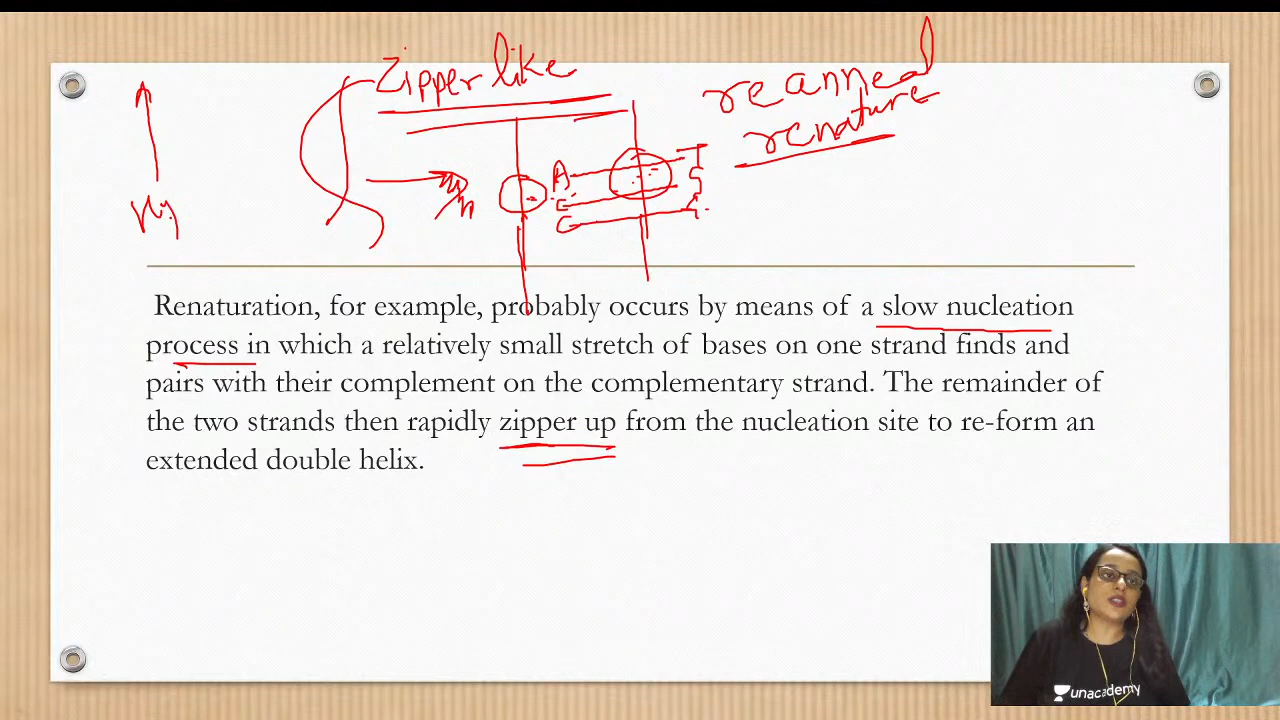 Zipper like
reanneal
renature
A T
G
Renaturation, for example, probably occurs by means of a slow nucleation
process in which a relatively small stretch of bases on one strand finds and
pairs with their complement on the complementary strand. The remainder of
the two strands then rapidly zipper up from the nucleation site to re-form an
extended double helix.
unacademy